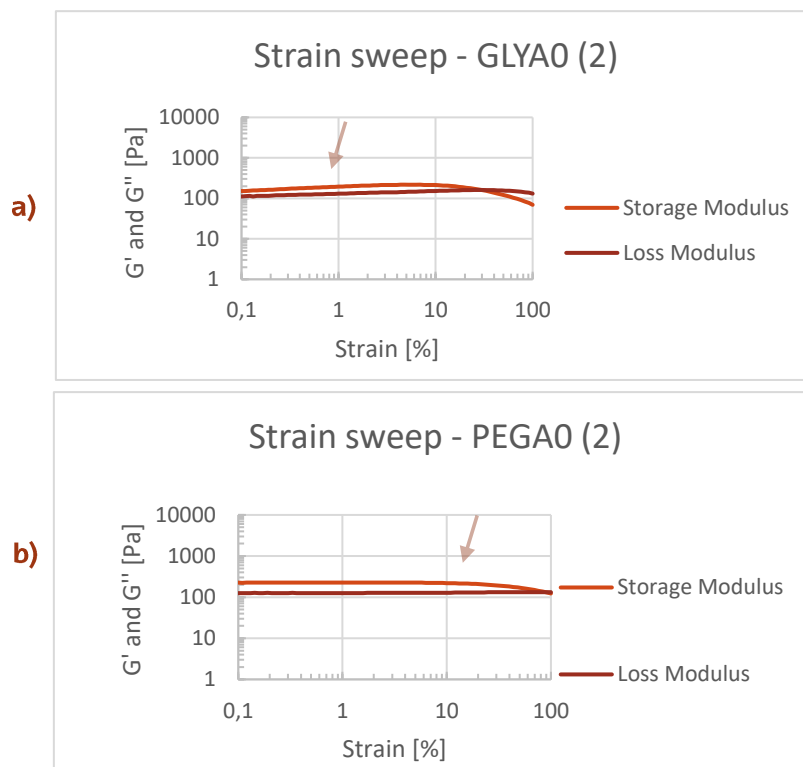 a)
Strain sweep - GLYA0 (2)
G' and G'' [Pa]
10000
1000
100
10
1
0,1 1 10 100
Strain [%]
Storage Modulus
Loss Modulus
b)
Strain sweep - PEGA0 (2)
G' and G'' [Pa]
10000
1000
100
10
1
0,1 1 10 100
Strain [%]
Storage Modulus
Loss Modulus